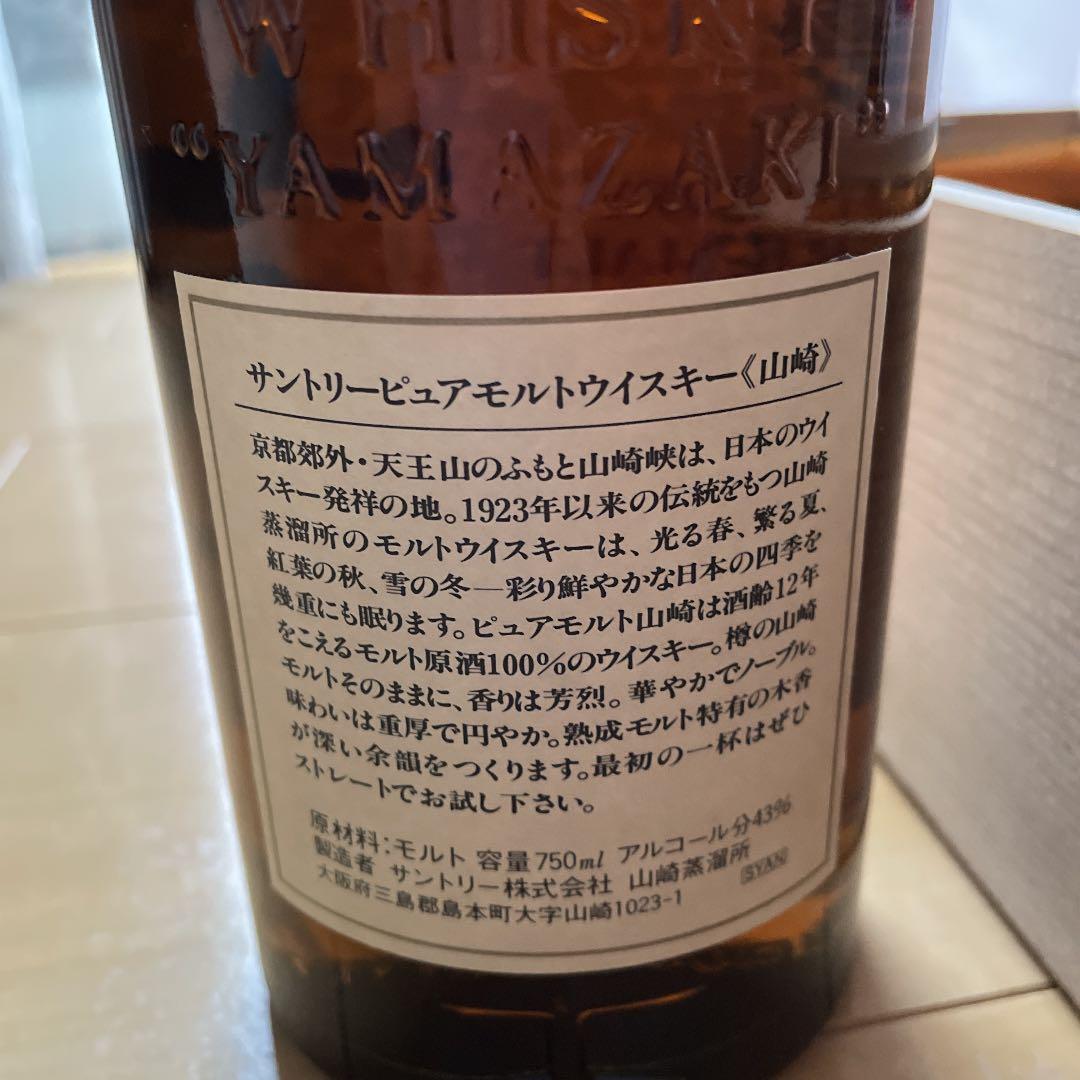 WHISKY
"YAMAZAKI"
サントリーピュアモルトウイスキー《山崎》
京都郊外・天王山のふもと山崎峡は、日本のウイ
スキー発祥の地。1923年以来の伝統をもつ山崎
蒸溜所のモルトウイスキーは、光る春、繁る夏、
紅葉の秋、雪の冬—彩り鮮やかな日本の四季を
幾重にも眠ります。ピュアモルト山崎は酒齢12年
をこえるモルト原酒100%のウイスキー。樽の山崎
モルトそのままに、香りは芳烈。華やかでノーブル。
味わいは重厚で円やか。熟成モルト特有の木香
が深い余韻をつくります。最初の一杯はぜひ
ストレートでお試し下さい。
原材料：モルト 容量750ml アルコール分43%
製造者 サントリー株式会社 山崎蒸溜所
大阪府三島郡島本町大字山崎1023-1 SYAN